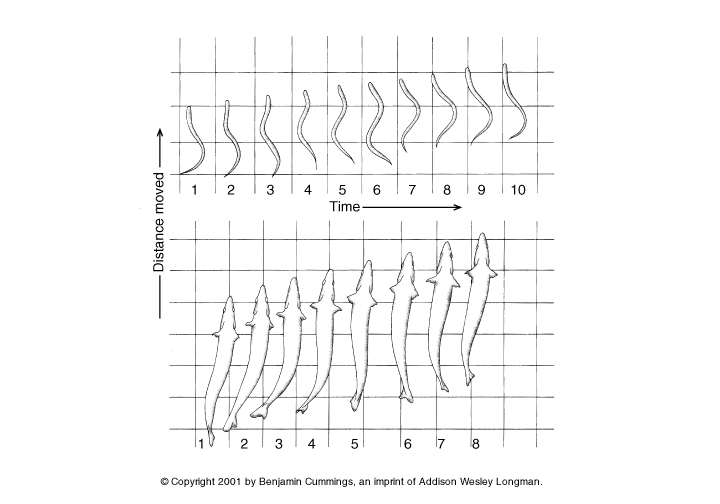 1 2 3 4 5 6 7 8 9 10
Time
Distance moved
1 2 3 4 5 6 7 8
© Copyright 2001 by Benjamin Cummings, an imprint of Addison Wesley Longman.